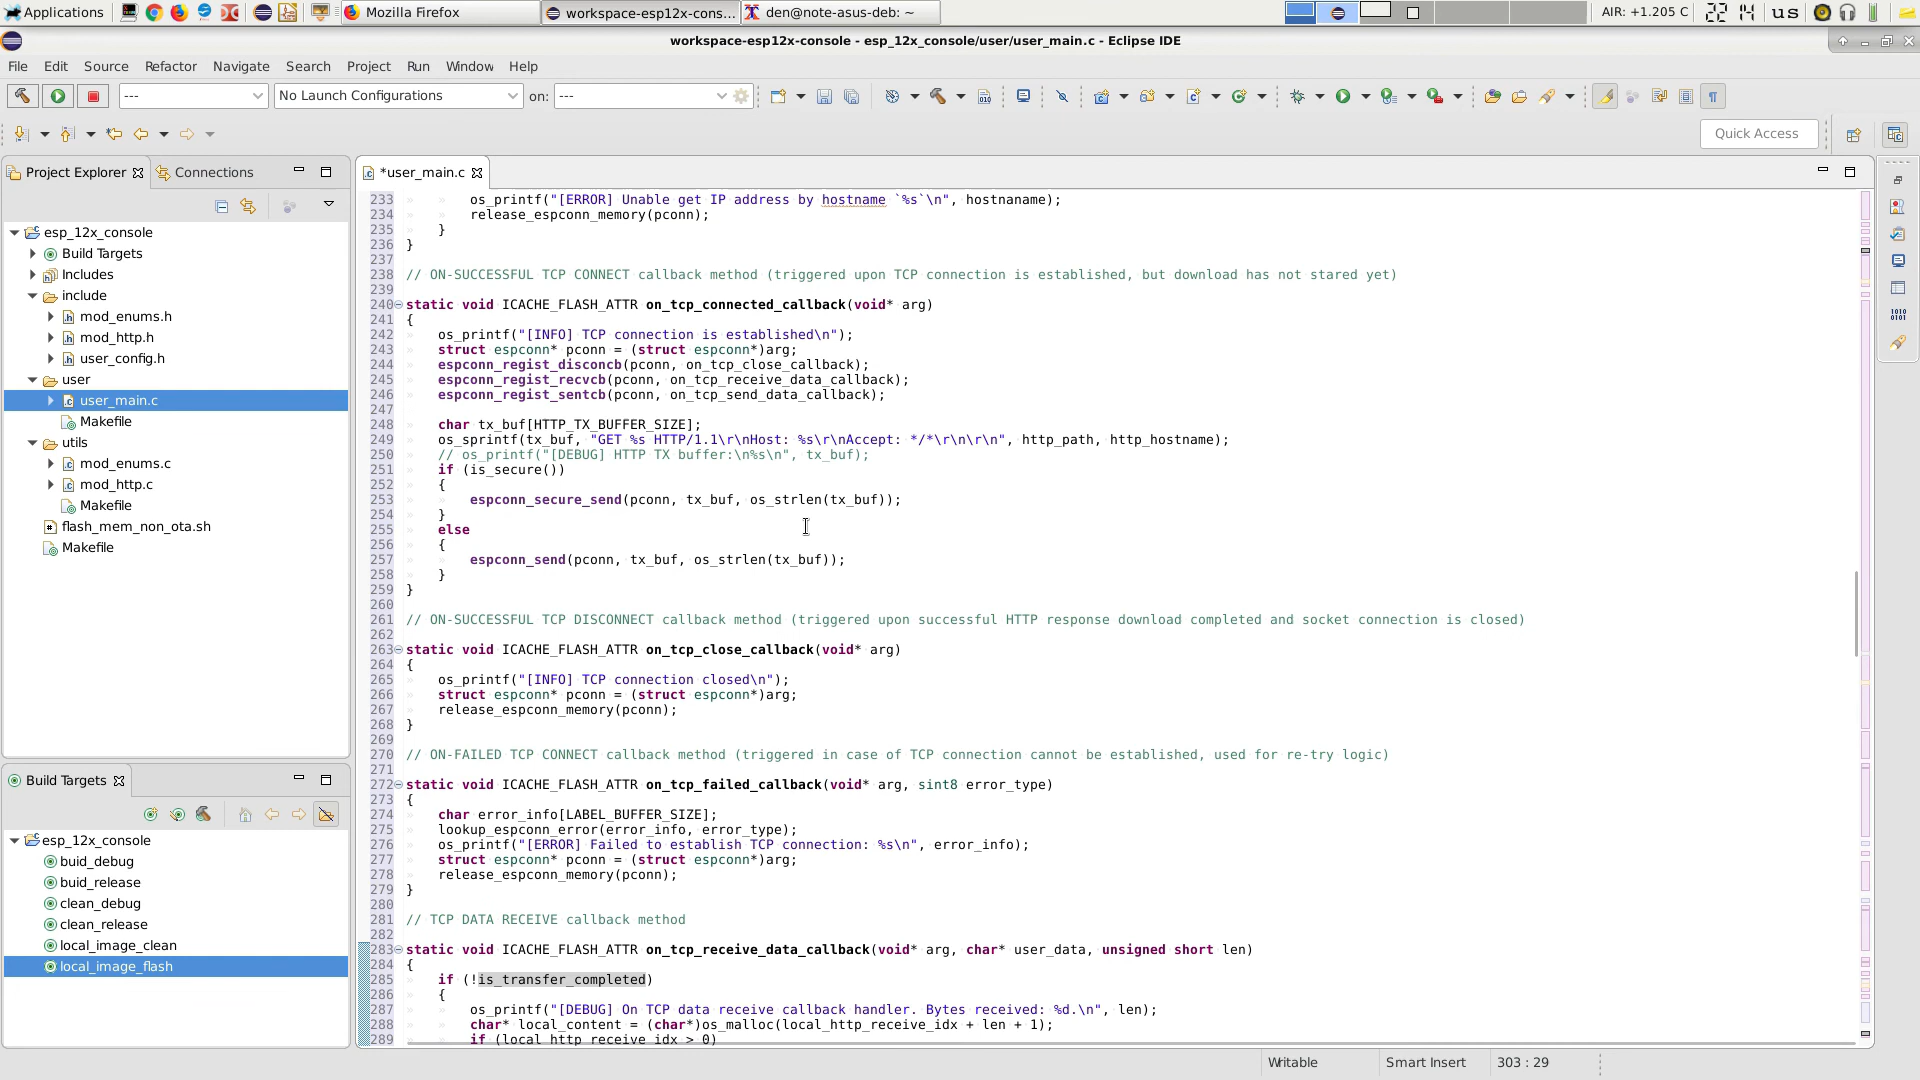 Applications
Mozilla Firefox
workspace-esp12x-cons...
den@note-asus-deb: ~
AIR: +1.205 C
22 14
us
workspace-esp12x-console - esp_12x_console/user/user_main.c - Eclipse IDE
File Edit Source Refactor Navigate Search Project Run Window Help
--- No Launch Configurations on: ---
Quick Access
Project Explorer
Connections
esp_12x_console
Build Targets
Includes
include
mod_enums.h
mod_http.h
user_config.h
user
user_main.c
Makefile
utils
mod_enums.c
mod_http.c
Makefile
flash_mem_non_ota.sh
Makefile
Build Targets
esp_12x_console
buid_debug
buid_release
clean_debug
clean_release
local_image_clean
local_image_flash
*user_main.c
233 os_printf("[ERROR] Unable get IP address by hostname `%s`\n", hostnaname);
234 release_espconn_memory(pconn);
235 }
236 }
237
238 // ON-SUCCESSFUL TCP CONNECT callback method (triggered upon TCP connection is established, but download has not stared yet)
239
240 static void ICACHE_FLASH_ATTR on_tcp_connected_callback(void* arg)
241 {
242 os_printf("[INFO] TCP connection is established\n");
243 struct espconn* pconn = (struct espconn*)arg;
244 espconn_regist_disconcb(pconn, on_tcp_close_callback);
245 espconn_regist_recvcb(pconn, on_tcp_receive_data_callback);
246 espconn_regist_sentcb(pconn, on_tcp_send_data_callback);
247
248 char tx_buf[HTTP_TX_BUFFER_SIZE];
249 os_sprintf(tx_buf, "GET %s HTTP/1.1\r\nHost: %s\r\nAccept: */*\r\n\r\n", http_path, http_hostname);
250 // os_printf("[DEBUG] HTTP TX buffer:\n%s\n", tx_buf);
251 if (is_secure())
252 {
253 espconn_secure_send(pconn, tx_buf, os_strlen(tx_buf));
254 }
255 else
256 {
257 espconn_send(pconn, tx_buf, os_strlen(tx_buf));
258 }
259 }
260
261 // ON-SUCCESSFUL TCP DISCONNECT callback method (triggered upon successful HTTP response download completed and socket connection is closed)
262
263 static void ICACHE_FLASH_ATTR on_tcp_close_callback(void* arg)
264 {
265 os_printf("[INFO] TCP connection closed\n");
266 struct espconn* pconn = (struct espconn*)arg;
267 release_espconn_memory(pconn);
268 }
269
270 // ON-FAILED TCP CONNECT callback method (triggered in case of TCP connection cannot be established, used for re-try logic)
271
272 static void ICACHE_FLASH_ATTR on_tcp_failed_callback(void* arg, sint8 error_type)
273 {
274 char error_info[LABEL_BUFFER_SIZE];
275 lookup_espconn_error(error_info, error_type);
276 os_printf("[ERROR] Failed to establish TCP connection: %s\n", error_info);
277 struct espconn* pconn = (struct espconn*)arg;
278 release_espconn_memory(pconn);
279 }
280
281 // TCP DATA RECEIVE callback method
282
283 static void ICACHE_FLASH_ATTR on_tcp_receive_data_callback(void* arg, char* user_data, unsigned short len)
284 {
285 if (!is_transfer_completed)
286 {
287 os_printf("[DEBUG] On TCP data receive callback handler. Bytes received: %d.\n", len);
288 char* local_content = (char*)os_malloc(local_http_receive_idx + len + 1);
289 if (local_http_receive_idx > 0)
Writable Smart Insert 303 : 29